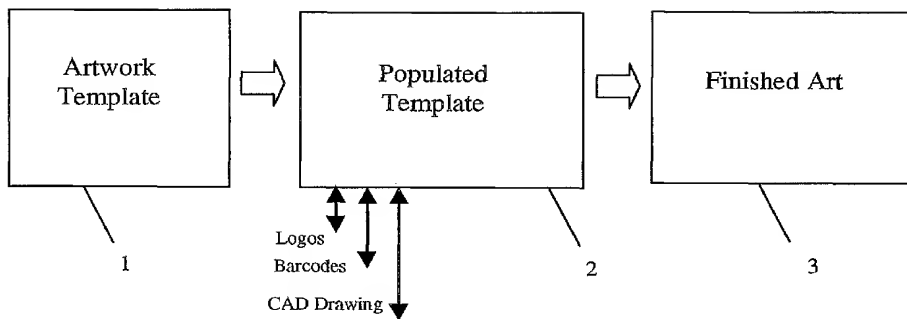 Artwork
Template
Populated
Template
Finished Art
Logos
Barcodes
CAD Drawing
1
2
3